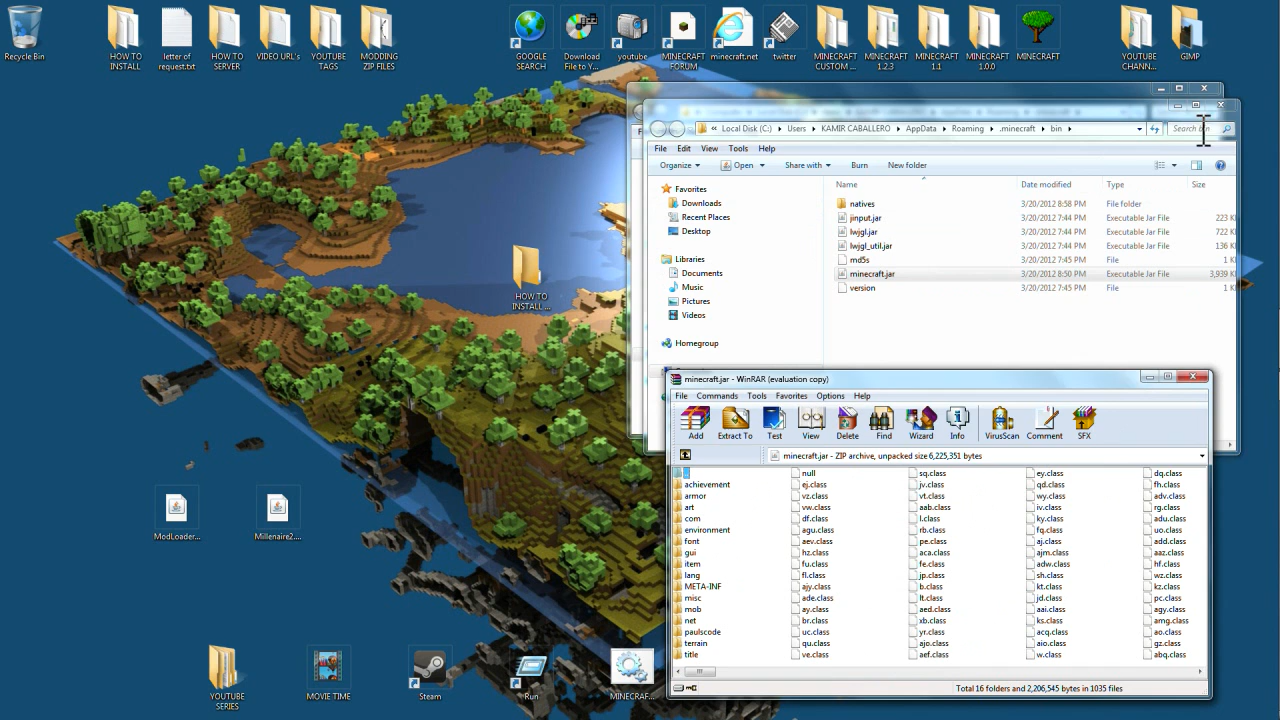 Recycle Bin
HOW TO
INSTALL
letter of
request.txt
HOW TO
SERVER
VIDEO URL's
YOUTUBE
TAGS
MODDING
ZIP FILES
GOOGLE
SEARCH
Download
File to Y...
youtube
MINECRAFT
FORUM
minecraft.net
twitter
MINECRAFT
CUSTOM ...
MINECRAFT
1.2.3
MINECRAFT
1.1
MINECRAFT
1.0.0
MINECRAFT
YOUTUBE
CHANN...
GIMP
HOW TO
INSTALL ...
ModLoader...
Millenaire2....
YOUTUBE
SERIES
MOVIE TIME
Steam
Run
MINECRAF...
« Local Disk (C:) ▸ Users ▸ KAMIR CABALLERO ▸ AppData ▸ Roaming ▸ .minecraft ▸ bin ▸
Search bin
File Edit View Tools Help
Organize Open Share with Burn New folder
Name Date modified Type Size
Favorites
Downloads
Recent Places
Desktop
Libraries
Documents
Music
Pictures
Videos
Homegroup
natives 3/20/2012 8:58 PM File folder
jinput.jar 3/20/2012 7:44 PM Executable Jar File 223 K
lwjgl.jar 3/20/2012 7:44 PM Executable Jar File 722 K
lwjgl_util.jar 3/20/2012 7:44 PM Executable Jar File 136 K
md5s 3/20/2012 7:45 PM File 1 K
minecraft.jar 3/20/2012 8:50 PM Executable Jar File 3,939 K
version 3/20/2012 7:45 PM File 1 K
minecraft.jar - WinRAR (evaluation copy)
File Commands Tools Favorites Options Help
Add Extract To Test View Delete Find Wizard Info VirusScan Comment SFX
minecraft.jar - ZIP archive, unpacked size 6,225,351 bytes
.. null sq.class ey.class dq.class
achievement ej.class jv.class qd.class fh.class
armor vz.class vt.class wy.class adv.class
art vw.class aab.class iv.class rg.class
com df.class l.class ky.class adu.class
environment agu.class rb.class fq.class uo.class
font aev.class pe.class aj.class add.class
gui hz.class aca.class ajm.class aaz.class
item fu.class fe.class adw.class hf.class
lang fl.class jp.class sh.class wz.class
META-INF ajy.class b.class kt.class kz.class
misc ade.class lt.class jd.class pc.class
mob ay.class aed.class aai.class agy.class
net br.class xb.class ks.class amg.class
paulscode uc.class yr.class acq.class ao.class
terrain qu.class ajo.class aio.class gz.class
title ve.class aef.class w.class abq.class
Total 16 folders and 2,206,545 bytes in 1035 files